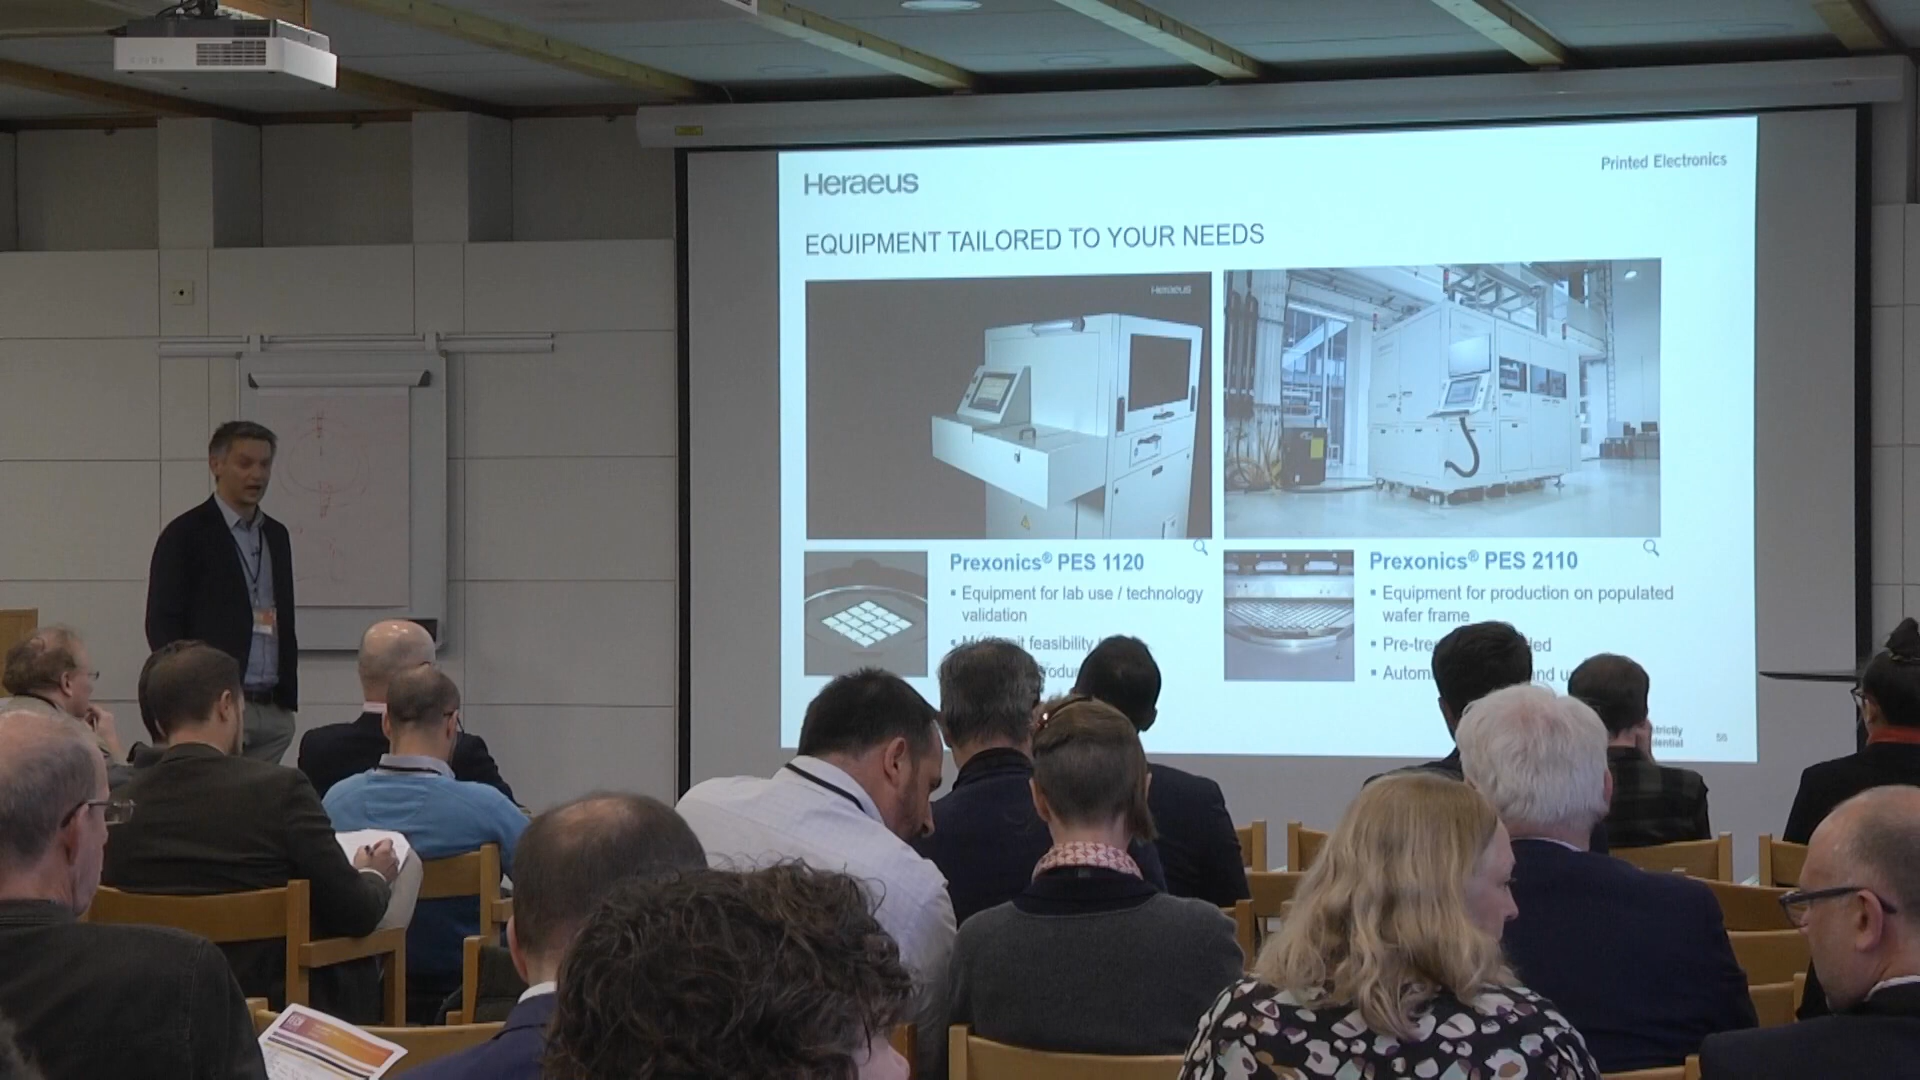 Printed Electronics
Heraeus
EQUIPMENT TAILORED TO YOUR NEEDS
Heraeus
Prexonics® PES 1120
▪ Equipment for lab use / technology
validation
▪ feasibility
Prexonics® PES 2110
▪ Equipment for production on populated
wafer frame
▪
▪
56